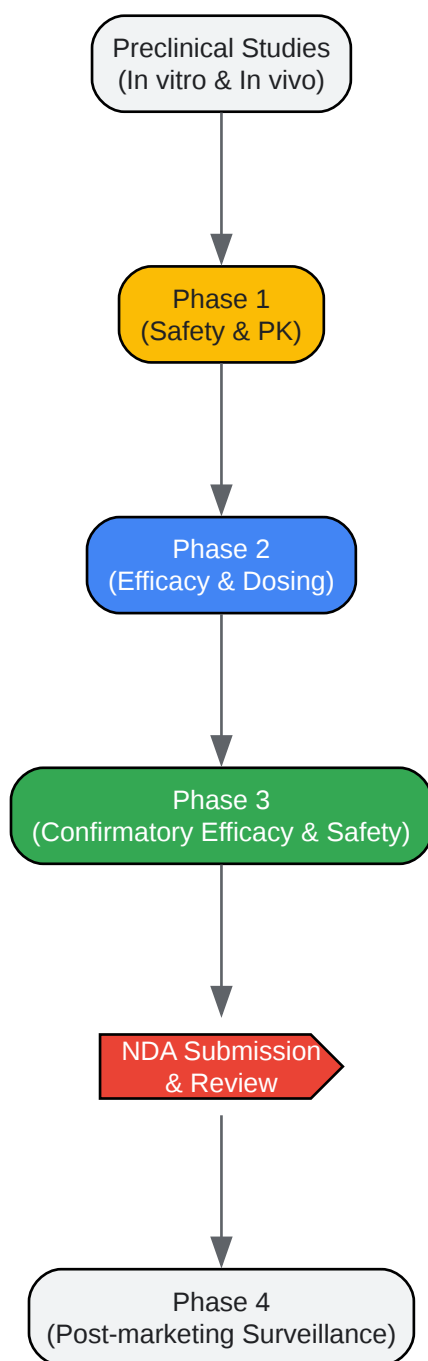 Preclinical Studies
(In vitro & In vivo)
Phase 1
(Safety & PK)
Phase 2
(Efficacy & Dosing)
Phase 3
(Confirmatory Efficacy & Safety)
NDA Submission
& Review
Phase 4
(Post-marketing Surveillance)